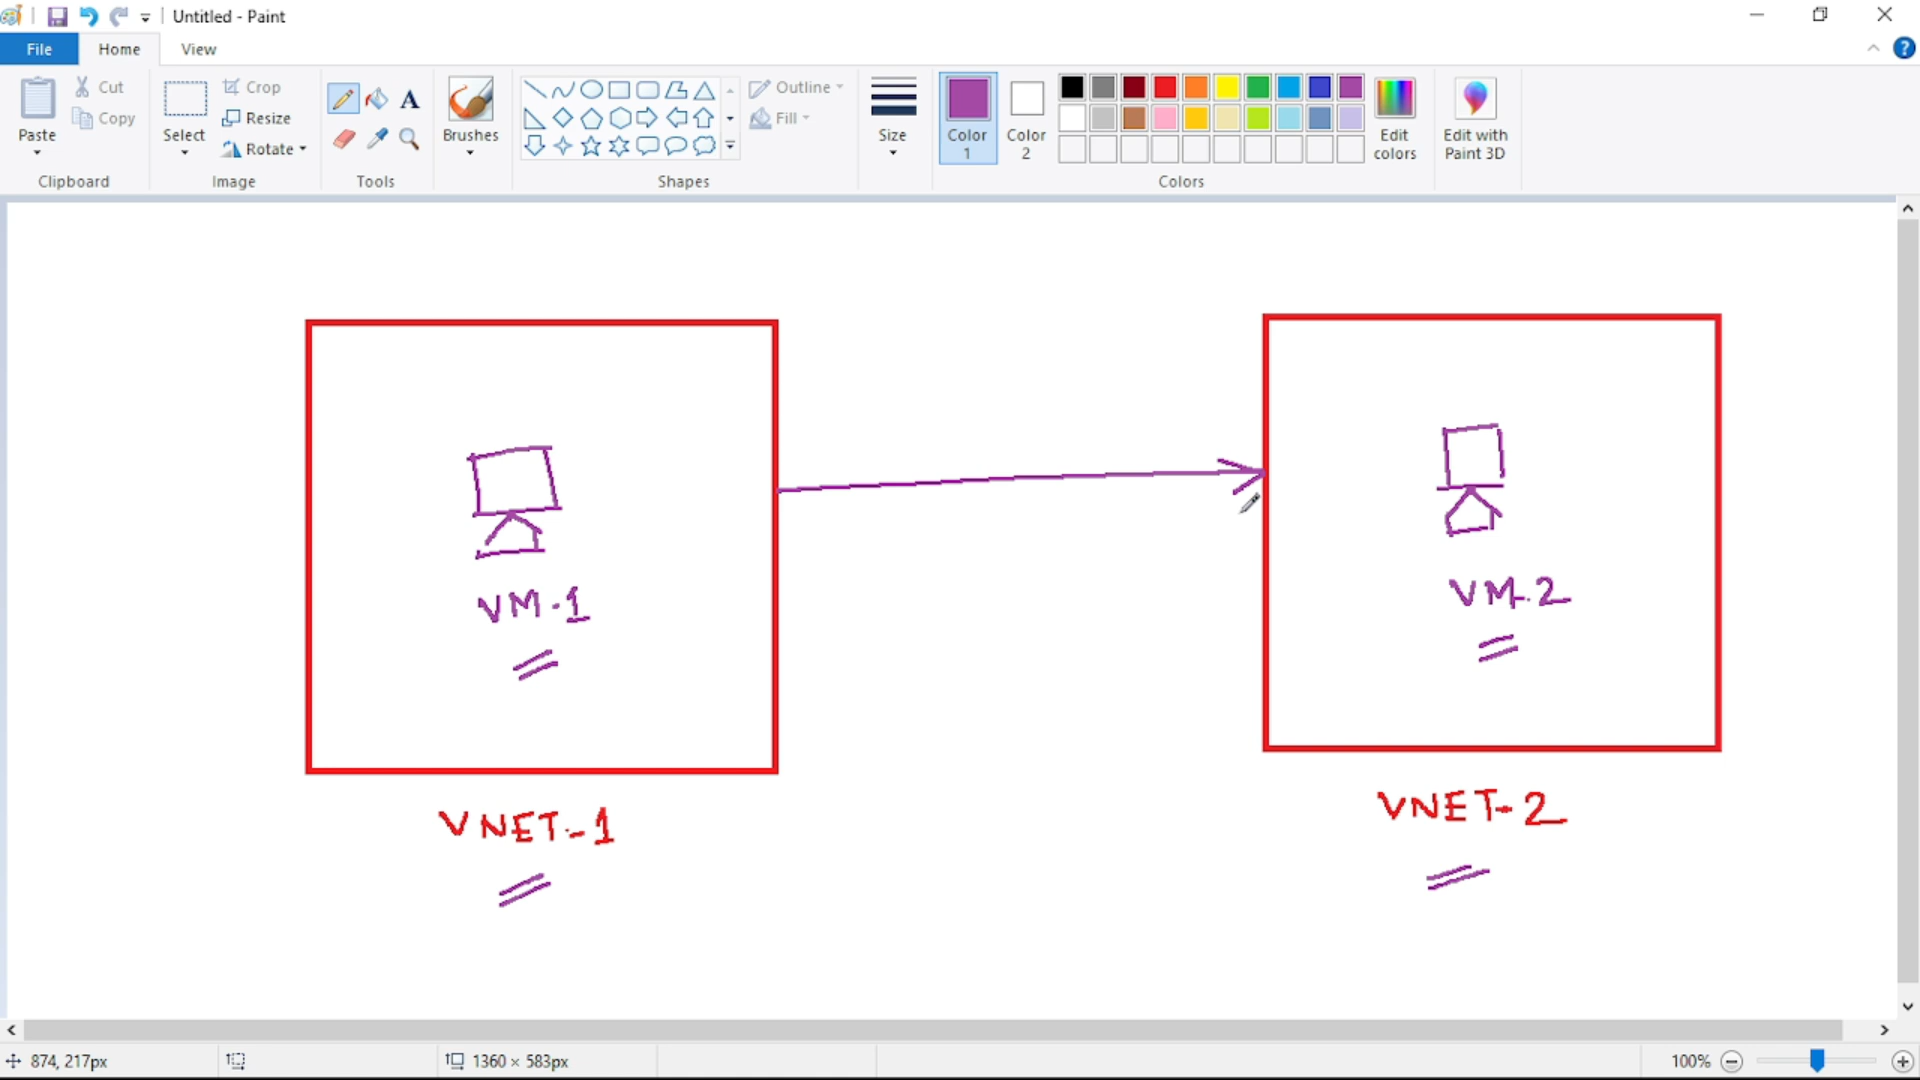 Untitled - Paint
File Home View
Paste Cut Copy
Clipboard
Select Crop Resize Rotate
Image
A
Tools
Brushes
Outline Fill
Shapes
Size
Color 1 Color 2 Edit colors
Colors
Edit with Paint 3D
?
VM-1
VM-2
VNET-1
VNET-2
874, 217px
1360 × 583px
100%